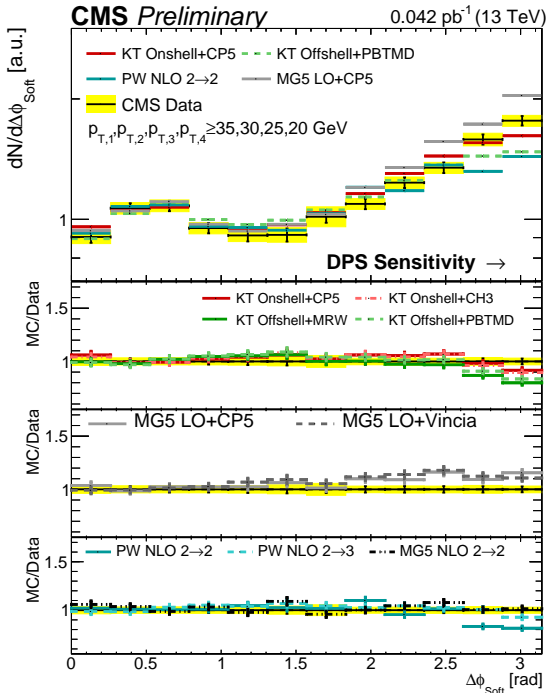 CMS Preliminary 0.042 pb⁻¹ (13 TeV)
dN/dΔϕ_Soft [a.u.]
KT Onshell+CP5 KT Offshell+PBTMD
PW NLO 2→2 MG5 LO+CP5
CMS Data
p_T,1,p_T,2,p_T,3,p_T,4≥35,30,25,20 GeV
1
DPS Sensitivity →
MC/Data
1.5
1
KT Onshell+CP5 KT Onshell+CH3
KT Offshell+MRW KT Offshell+PBTMD
MC/Data
1.5
1
MG5 LO+CP5 MG5 LO+Vincia
MC/Data
1.5
1
PW NLO 2→2 PW NLO 2→3 MG5 NLO 2→2
0 0.5 1 1.5 2 2.5 3
Δϕ_Soft [rad]